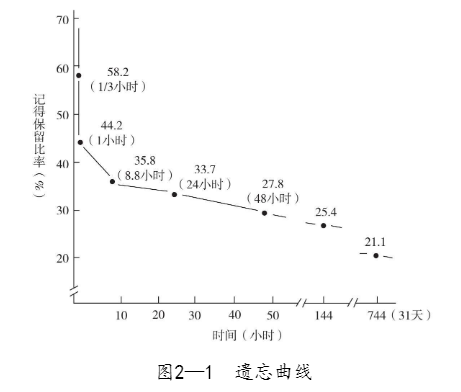 70
60
50
40
30
20
记得保留比率（%）
58.2
（1/3小时）
44.2
（1小时）
35.8
（8.8小时）
33.7
（24小时）
27.8
（48小时）
25.4
21.1
10 20 30 40 50 144 744 (31天)
时间（小时）
图2—1 遗忘曲线